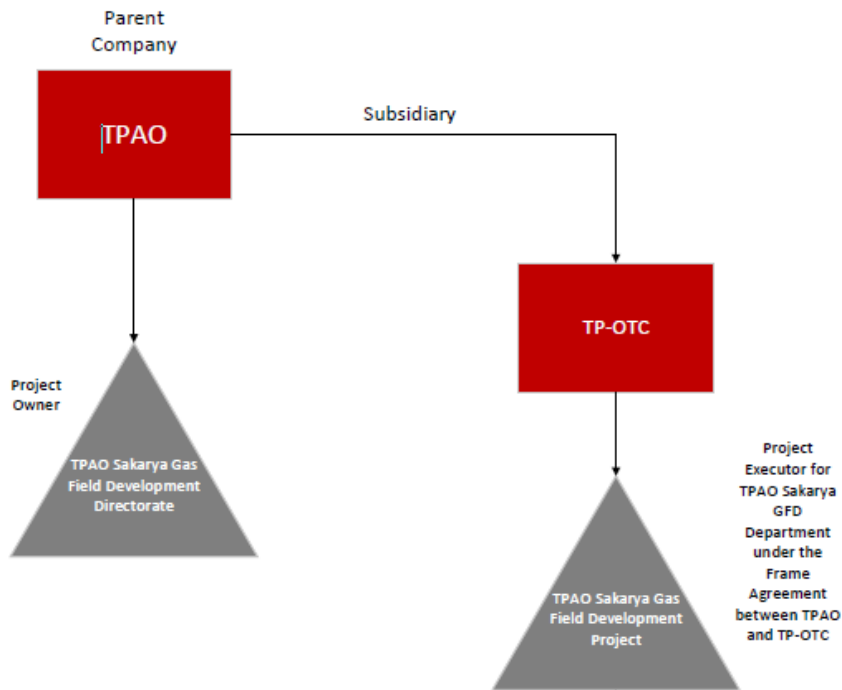 Parent
Company
TPAO
Subsidiary
TP-OTC
Project
Owner
TPAO Sakarya Gas
Field Development
Directorate
Project
Executor for
TPAO Sakarya
GFD
Department
under the
Frame
Agreement
between TPAO
and TP-OTC
TPAO Sakarya Gas
Field Development
Project